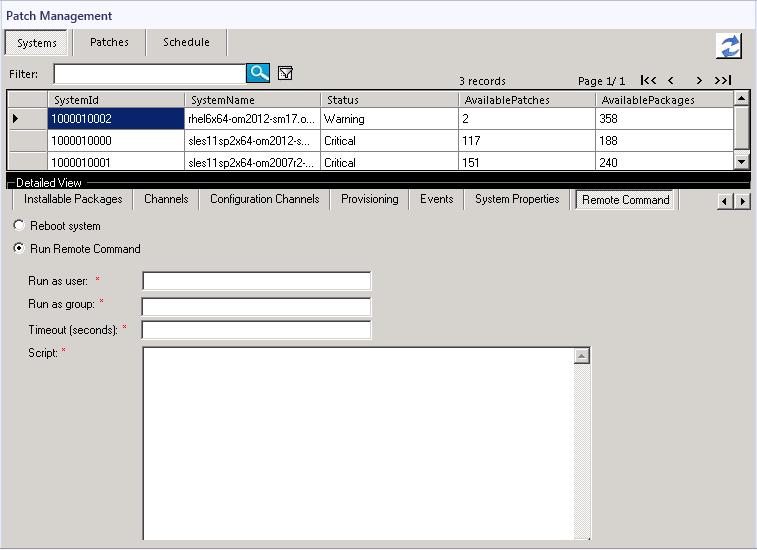 Patch Management
Systems Patches Schedule
Filter: 3 records Page 1/ 1
SystemId SystemName Status AvailablePatches AvailablePackages
1000010002 rhel6x64-om2012-sm17.o... Warning 2 358
1000010000 sles11sp2x64-om2012-s... Critical 117 188
1000010001 sles11sp2x64-om2007r2-... Critical 151 240
Detailed View
Installable Packages Channels Configuration Channels Provisioning Events System Properties Remote Command
Reboot system
Run Remote Command
Run as user: *
Run as group: *
Timeout (seconds): *
Script: *